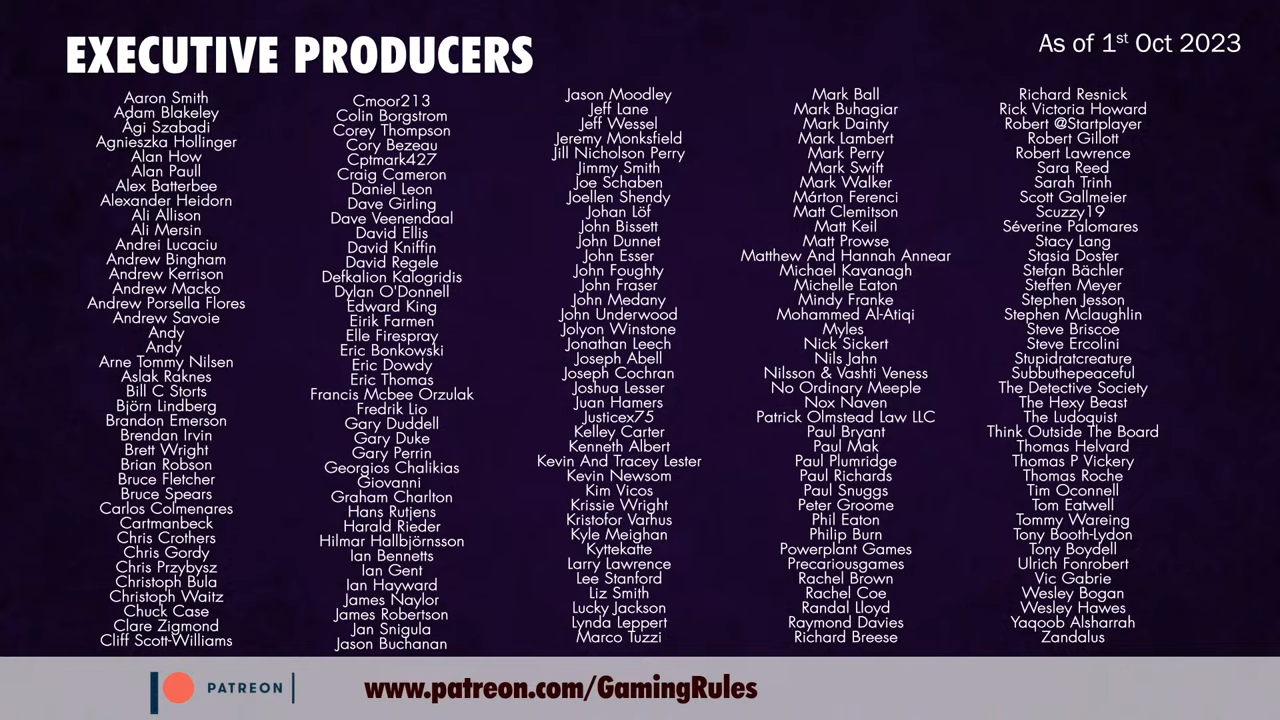 EXECUTIVE PRODUCERS
As of 1st Oct 2023
Aaron Smith
Adam Blakeley
Agi Szabadi
Agnieszka Hollinger
Alan How
Alan Paull
Alex Batterbee
Alexander Heidorn
Ali Allison
Ali Mersin
Andrei Lucaciu
Andrew Bingham
Andrew Kerrison
Andrew Macko
Andrew Porsella Flores
Andrew Savoie
Andy
Andy
Arne Tommy Nilsen
Aslak Raknes
Bill C Storts
Björn Lindberg
Brandon Emerson
Brendan Irvin
Brett Wright
Brian Robson
Bruce Fletcher
Bruce Spears
Carlos Colmenares
Cartmanbeck
Chris Crothers
Chris Gordy
Chris Przybysz
Christoph Bula
Christoph Waitz
Chuck Case
Clare Zigmond
Cliff Scott-Williams
Cmoor213
Colin Borgstrom
Corey Thompson
Cory Bezeau
Cptmark427
Craig Cameron
Daniel Leon
Dave Girling
Dave Veenendaal
David Ellis
David Kniffin
David Regele
Defkalion Kalogridis
Dylan O'Donnell
Edward King
Eirik Farmen
Elle Firespray
Eric Bonkowski
Eric Dowdy
Eric Thomas
Francis Mcbee Orzulak
Fredrik Lio
Gary Duddell
Gary Duke
Gary Perrin
Georgios Chalikias
Giovanni
Graham Charlton
Hans Rutjens
Harald Rieder
Hilmar Hallbjörnsson
Ian Bennetts
Ian Gent
Ian Hayward
James Naylor
James Robertson
Jan Snigula
Jason Buchanan
Jason Moodley
Jeff Lane
Jeff Wessel
Jeremy Monksfield
Jill Nicholson Perry
Jimmy Smith
Joe Schaben
Joellen Shendy
Johan Löf
John Bissett
John Dunnet
John Esser
John Foughty
John Fraser
John Medany
John Underwood
Jolyon Winstone
Jonathan Leech
Joseph Abell
Joseph Cochran
Joshua Lesser
Juan Hamers
Justicex75
Kelley Carter
Kenneth Albert
Kevin And Tracey Lester
Kevin Newsom
Kim Vicos
Krissie Wright
Kristofor Varhus
Kyle Meighan
Kyttekatte
Larry Lawrence
Lee Stanford
Liz Smith
Lucky Jackson
Lynda Leppert
Marco Tuzzi
Mark Ball
Mark Buhagiar
Mark Dainty
Mark Lambert
Mark Perry
Mark Swift
Mark Walker
Márton Ferenci
Matt Clemitson
Matt Keil
Matt Prowse
Matthew And Hannah Annear
Michael Kavanagh
Michelle Eaton
Mindy Franke
Mohammed Al-Atiqi
Myles
Nick Sickert
Nils Jahn
Nilsson & Vashti Veness
No Ordinary Meeple
Nox Naven
Patrick Olmstead Law LLC
Paul Bryant
Paul Mak
Paul Plumridge
Paul Richards
Paul Snuggs
Peter Groome
Phil Eaton
Philip Burn
Powerplant Games
Precariousgames
Rachel Brown
Rachel Coe
Randal Lloyd
Raymond Davies
Richard Breese
Richard Resnick
Rick Victoria Howard
Robert @Startplayer
Robert Gillott
Robert Lawrence
Sara Reed
Sarah Trinh
Scott Gallmeier
Scuzzy19
Séverine Palomares
Stacy Lang
Stasia Doster
Stefan Bächler
Steffen Meyer
Stephen Jesson
Stephen Mclaughlin
Steve Briscoe
Steve Ercolini
Stupidratcreature
Subbuthepeaceful
The Detective Society
The Hexy Beast
The Ludoquist
Think Outside The Board
Thomas Helvard
Thomas P Vickery
Thomas Roche
Tim Oconnell
Tom Eatwell
Tommy Wareing
Tony Booth-Lydon
Tony Boydell
Ulrich Fonrobert
Vic Gabrie
Wesley Bogan
Wesley Hawes
Yaqoob Alsharrah
Zandalus
PATREON
www.patreon.com/GamingRules